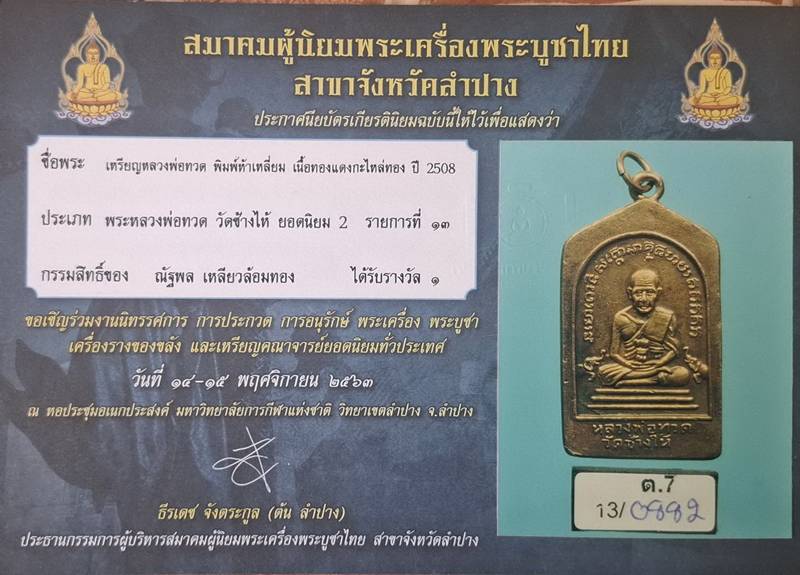 สมาคมผู้นิยมพระเครื่องพระบูชาไทย
สาขาจังหวัดลำปาง
ประกาศนียบัตรเกียรตินิยมฉบับนี้ให้ไว้เพื่อแสดงว่า
ชื่อพระ เหรียญหลวงพ่อทวด พิมพ์ห้าเหลี่ยม เนื้อทองแดงกะไหล่ทอง ปี 2508
ประเภท พระหลวงพ่อทวด วัดช้างไห้ ยอดนิยม 2 รายการที่ ๑๓
กรรมสิทธิ์ของ ณัฐพล เหลียวล้อมทอง ได้รับรางวัล ๑
ขอเชิญร่วมงานนิทรรศการ การประกวด การอนุรักษ์ พระเครื่อง พระบูชา
เครื่องรางของขลัง และเหรียญคณาจารย์ยอดนิยมทั่วประเทศ
วันที่ ๑๔-๑๕ พฤศจิกายน ๒๕๖๓
ณ หอประชุมอเนกประสงค์ มหาวิทยาลัยการกีฬาแห่งชาติ วิทยาเขตลำปาง จ.ลำปาง
ธีรเดช จังตระกูล (ต้น ลำปาง)
ประธานกรรมการผู้บริหารสมาคมผู้นิยมพระเครื่องพระบูชาไทย สาขาจังหวัดลำปาง
หลวงพ่อทวด
วัดช้างไห้
ต.7
13/0882